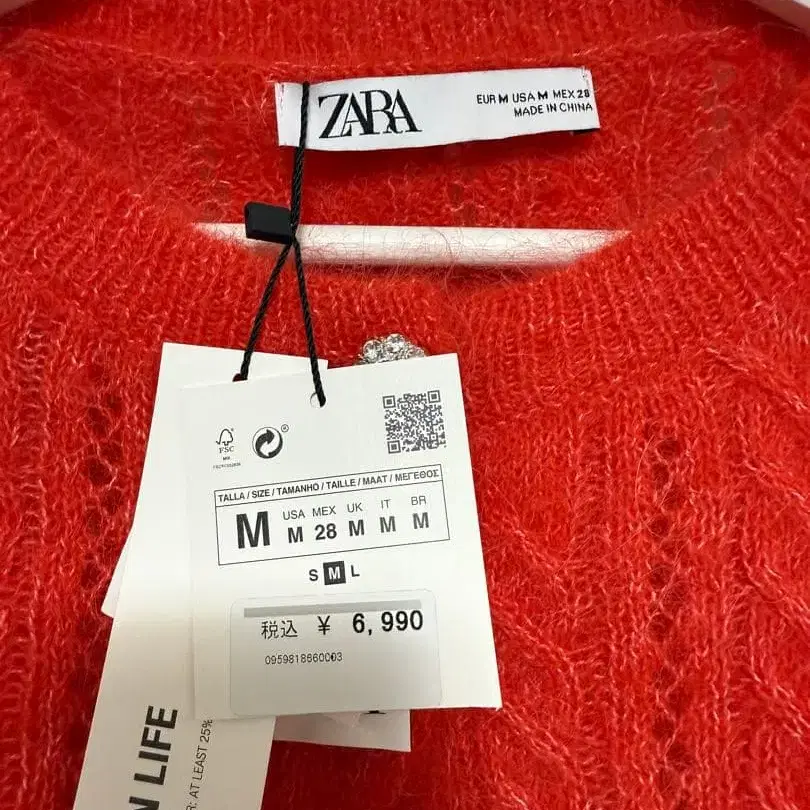 ZARA
EUR M USA M MEX 28
MADE IN CHINA
FSC
TALLA / SIZE / TAMANHO / TAILLE / MAAT / ΜΕΓΕΘΟΣ
M
USA MEX UK IT BR
M 28 M M M
S M L
税込 ¥ 6,990
0959818660003
N LIFE
R: AT LEAST 25%